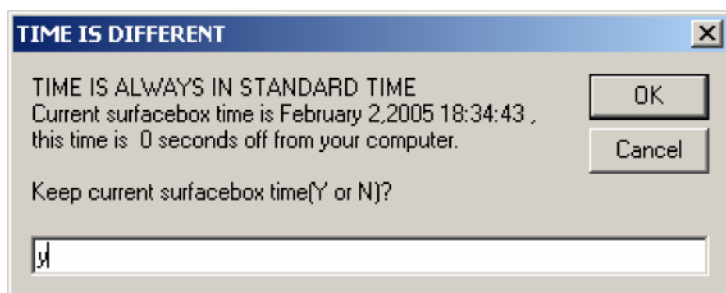 TIME IS DIFFERENT
TIME IS ALWAYS IN STANDARD TIME
Current surfacebox time is February 2,2005 18:34:43 ,
this time is 0 seconds off from your computer.
OK
Cancel
Keep current surfacebox time(Y or N)?
y